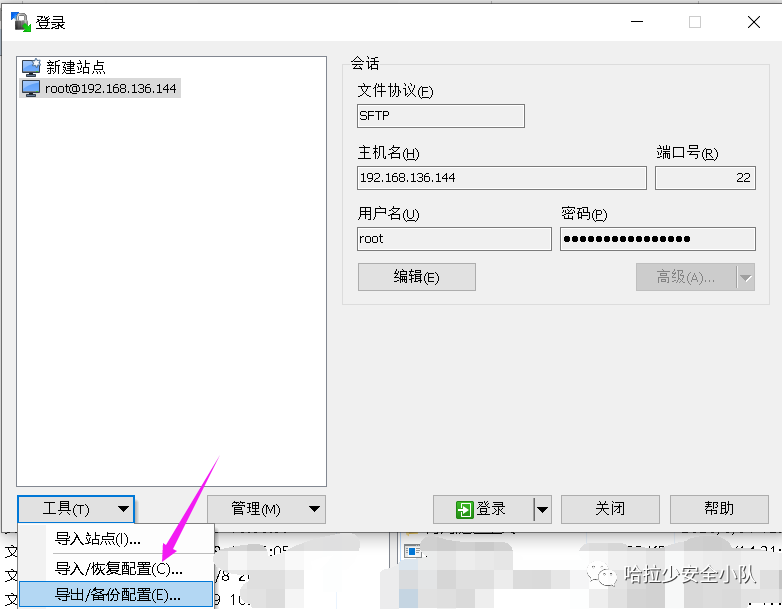 登录
新建站点
root@192.168.136.144
会话
文件协议(F)
SFTP
主机名(H) 端口号(R)
192.168.136.144 22
用户名(U) 密码(P)
root ●●●●●●●●●●●●●●●●
编辑(E) 高级(A)...
工具(T) 管理(M) 登录 关闭 帮助
导入站点(I)...
导入/恢复配置(C)...
导出/备份配置(E)...
哈拉少安全小队